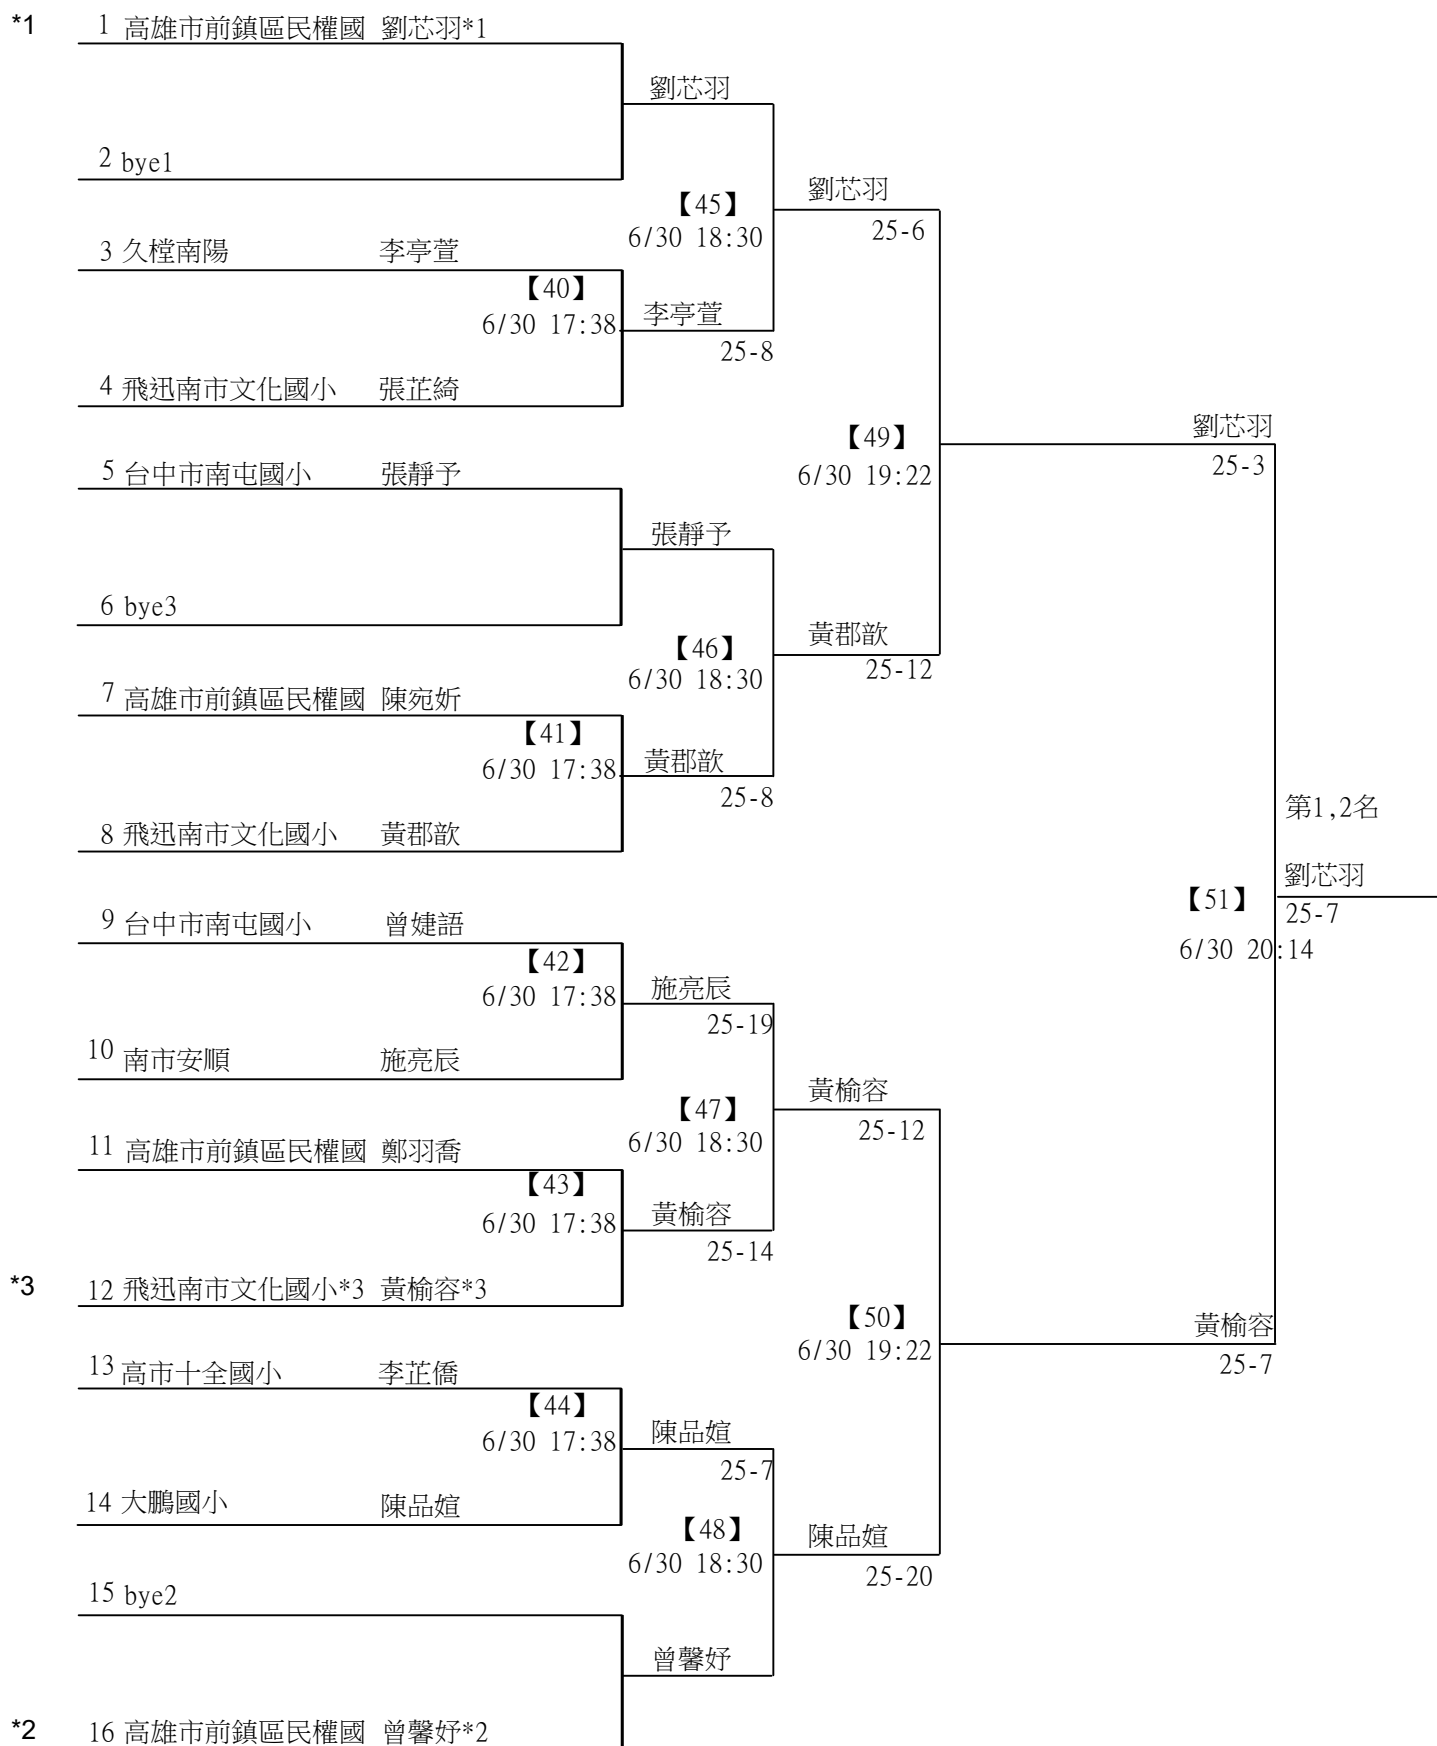 *1 1 高雄市前鎮區民權國 劉芯羽*1
劉芯羽
2 bye1
劉芯羽
【45】
6/30 18:30
25-6
3 久樘南陽 李亭萱
【40】
6/30 17:38
李亭萱
25-8
4 飛迅南市文化國小 張芷綺
劉芯羽
【49】
25-3
5 台中市南屯國小 張靜予
6/30 19:22
張靜予
6 bye3
黃郡歆
【46】
25-12
6/30 18:30
7 高雄市前鎮區民權國 陳宛妡
【41】
6/30 17:38
黃郡歆
25-8
第1,2名
8 飛迅南市文化國小 黃郡歆
劉芯羽
【51】
25-7
6/30 20:14
9 台中市南屯國小 曾婕語
【42】
6/30 17:38
施亮辰
25-19
10 南市安順 施亮辰
黃榆容
【47】
25-12
6/30 18:30
11 高雄市前鎮區民權國 鄭羽喬
【43】
6/30 17:38
黃榆容
25-14
*3 12 飛迅南市文化國小*3 黃榆容*3
【50】
黃榆容
6/30 19:22
25-7
13 高市十全國小 李芷僑
【44】
6/30 17:38
陳品媗
25-7
14 大鵬國小 陳品媗
【48】
陳品媗
6/30 18:30
25-20
15 bye2
曾馨妤
*2 16 高雄市前鎮區民權國 曾馨妤*2